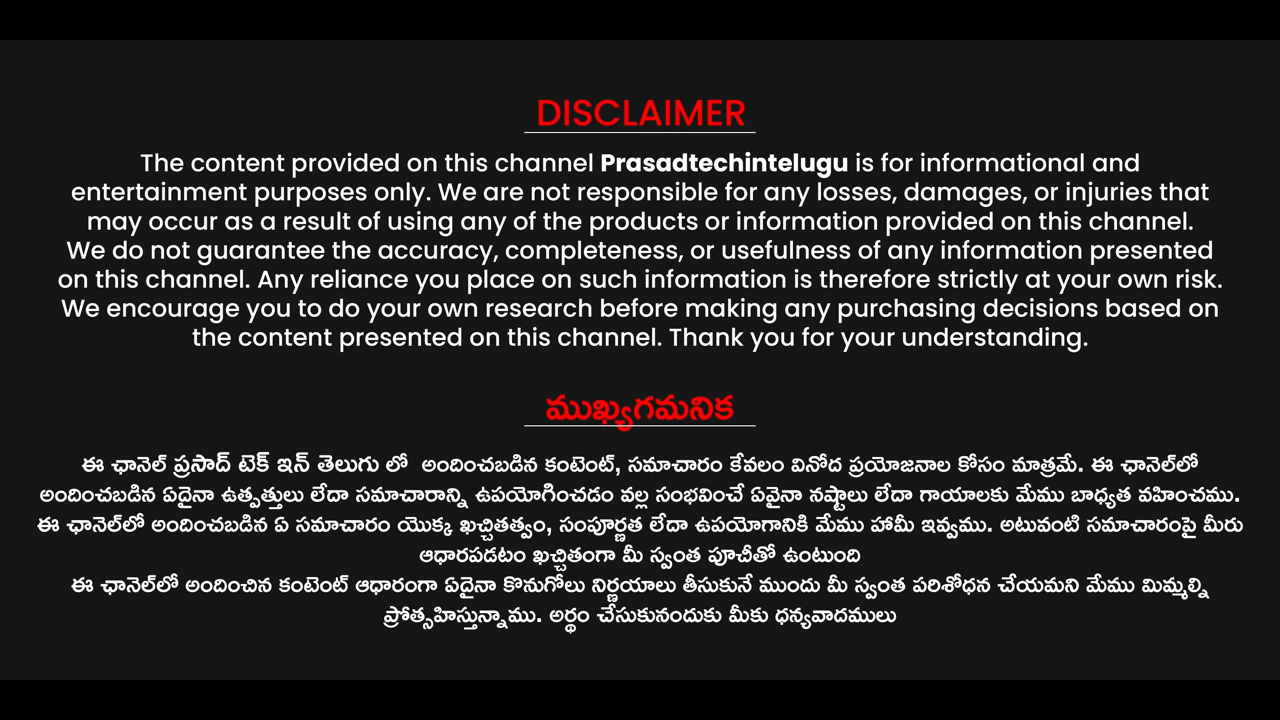 DISCLAIMER
The content provided on this channel Prasadtechintelugu is for informational and
entertainment purposes only. We are not responsible for any losses, damages, or injuries that
may occur as a result of using any of the products or information provided on this channel.
We do not guarantee the accuracy, completeness, or usefulness of any information presented
on this channel. Any reliance you place on such information is therefore strictly at your own risk.
We encourage you to do your own research before making any purchasing decisions based on
the content presented on this channel. Thank you for your understanding.
ముఖ్యగమనిక
ఈ ఛానెల్ ప్రసాద్ టెక్ ఇన్ తెలుగు లో అందించబడిన కంటెంట్, సమాచారం కేవలం వినోద ప్రయోజనాల కోసం మాత్రమే. ఈ ఛానెల్‌లో
అందించబడిన ఏదైనా ఉత్పత్తులు లేదా సమాచారాన్ని ఉపయోగించడం వల్ల సంభవించే ఏవైనా నష్టాలు లేదా గాయాలకు మేము బాధ్యత వహించము.
ఈ ఛానెల్‌లో అందించబడిన ఏ సమాచారం యొక్క ఖచ్చితత్వం, సంపూర్ణత లేదా ఉపయోగానికి మేము హామీ ఇవ్వము. అటువంటి సమాచారంపై మీరు
ఆధారపడటం ఖచ్చితంగా మీ స్వంత పూచీతో ఉంటుంది
ఈ ఛానెల్‌లో అందించిన కంటెంట్ ఆధారంగా ఏదైనా కొనుగోలు నిర్ణయాలు తీసుకునే ముందు మీ స్వంత పరిశోధన చేయమని మేము మిమ్మల్ని
ప్రోత్సహిస్తున్నాము. అర్థం చేసుకునందుకు మీకు ధన్యవాదములు